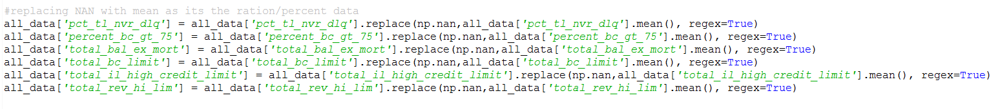 #replacing NAN with mean as its the ration/percent data
all_data['pct_tl_nvr_dlq'] = all_data['pct_tl_nvr_dlq'].replace(np.nan,all_data['pct_tl_nvr_dlq'].mean(), regex=True)
all_data['percent_bc_gt_75'] = all_data['percent_bc_gt_75'].replace(np.nan,all_data['percent_bc_gt_75'].mean(), regex=True)
all_data['total_bal_ex_mort'] = all_data['total_bal_ex_mort'].replace(np.nan,all_data['total_bal_ex_mort'].mean(), regex=True)
all_data['total_bc_limit'] = all_data['total_bc_limit'].replace(np.nan,all_data['total_bc_limit'].mean(), regex=True)
all_data['total_il_high_credit_limit'] = all_data['total_il_high_credit_limit'].replace(np.nan,all_data['total_il_high_credit_limit'].mean(), regex=True)
all_data['total_rev_hi_lim'] = all_data['total_rev_hi_lim'].replace(np.nan,all_data['total_rev_hi_lim'].mean(), regex=True)